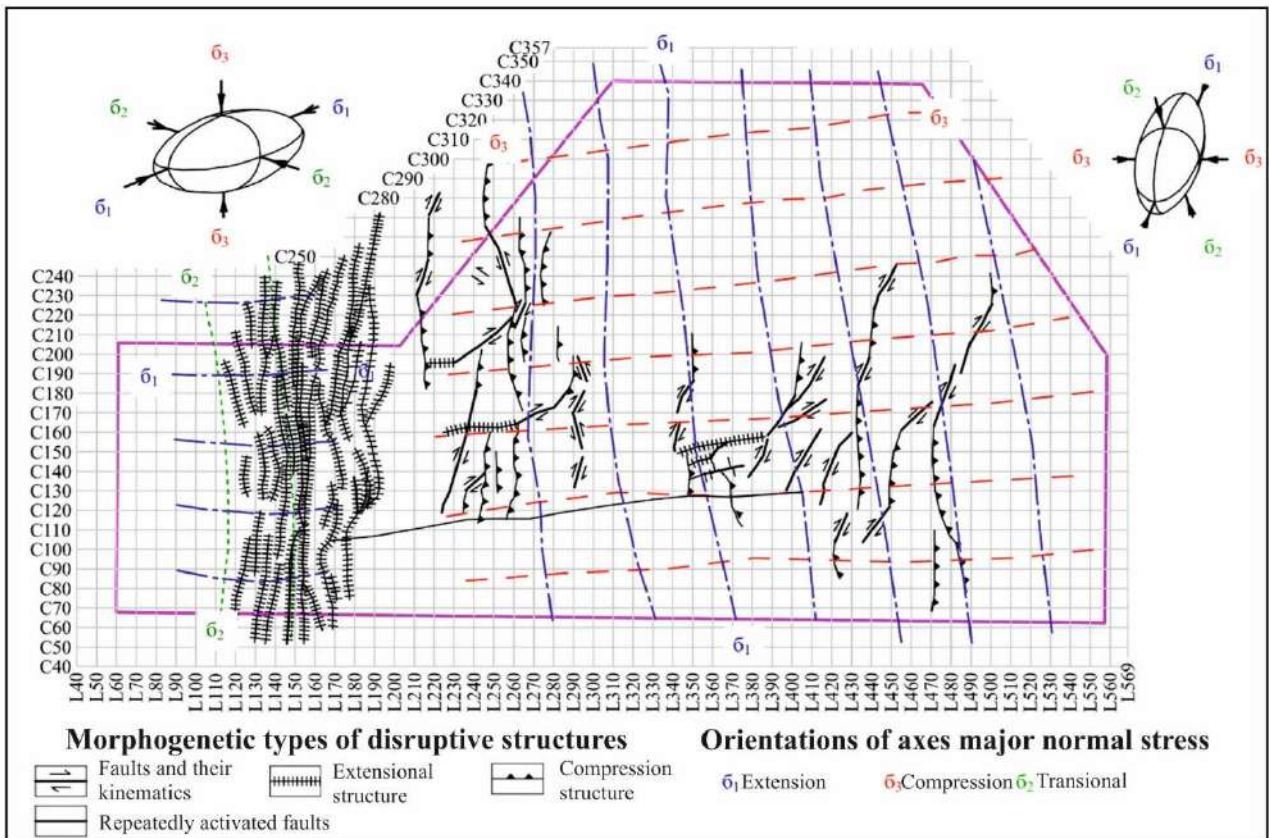 б₃
б₂
б₁
б₁
б₂
б₃
C357
C350
C340
C330
C320
C310
C300
C290
C280
C250
б₁
б₃
б₃
б₁
б₂
б₃
б₃
б₁
б₂
C240
C230
C220
C210
C200
C190
C180
C170
C160
C150
C140
C130
C120
C110
C100
C90
C80
C70
C60
C50
C40
б₂
б₁
б₂
б₁
L40 L50 L60 L70 L80 L90 L100 L110 L120 L130 L140 L150 L160 L170 L180 L190 L200 L210 L220 L230 L240 L250 L260 L270 L280 L290 L300 L310 L320 L330 L340 L350 L360 L370 L380 L390 L400 L410 L420 L430 L440 L450 L460 L470 L480 L490 L500 L510 L520 L530 L540 L550 L560 L569
Morphogenetic types of disruptive structures
Faults and their
kinematics
Extensional
structure
Compression
structure
Repeatedly activated faults
Orientations of axes major normal stress
б₁ Extension
б₃ Compression
б₂ Transional